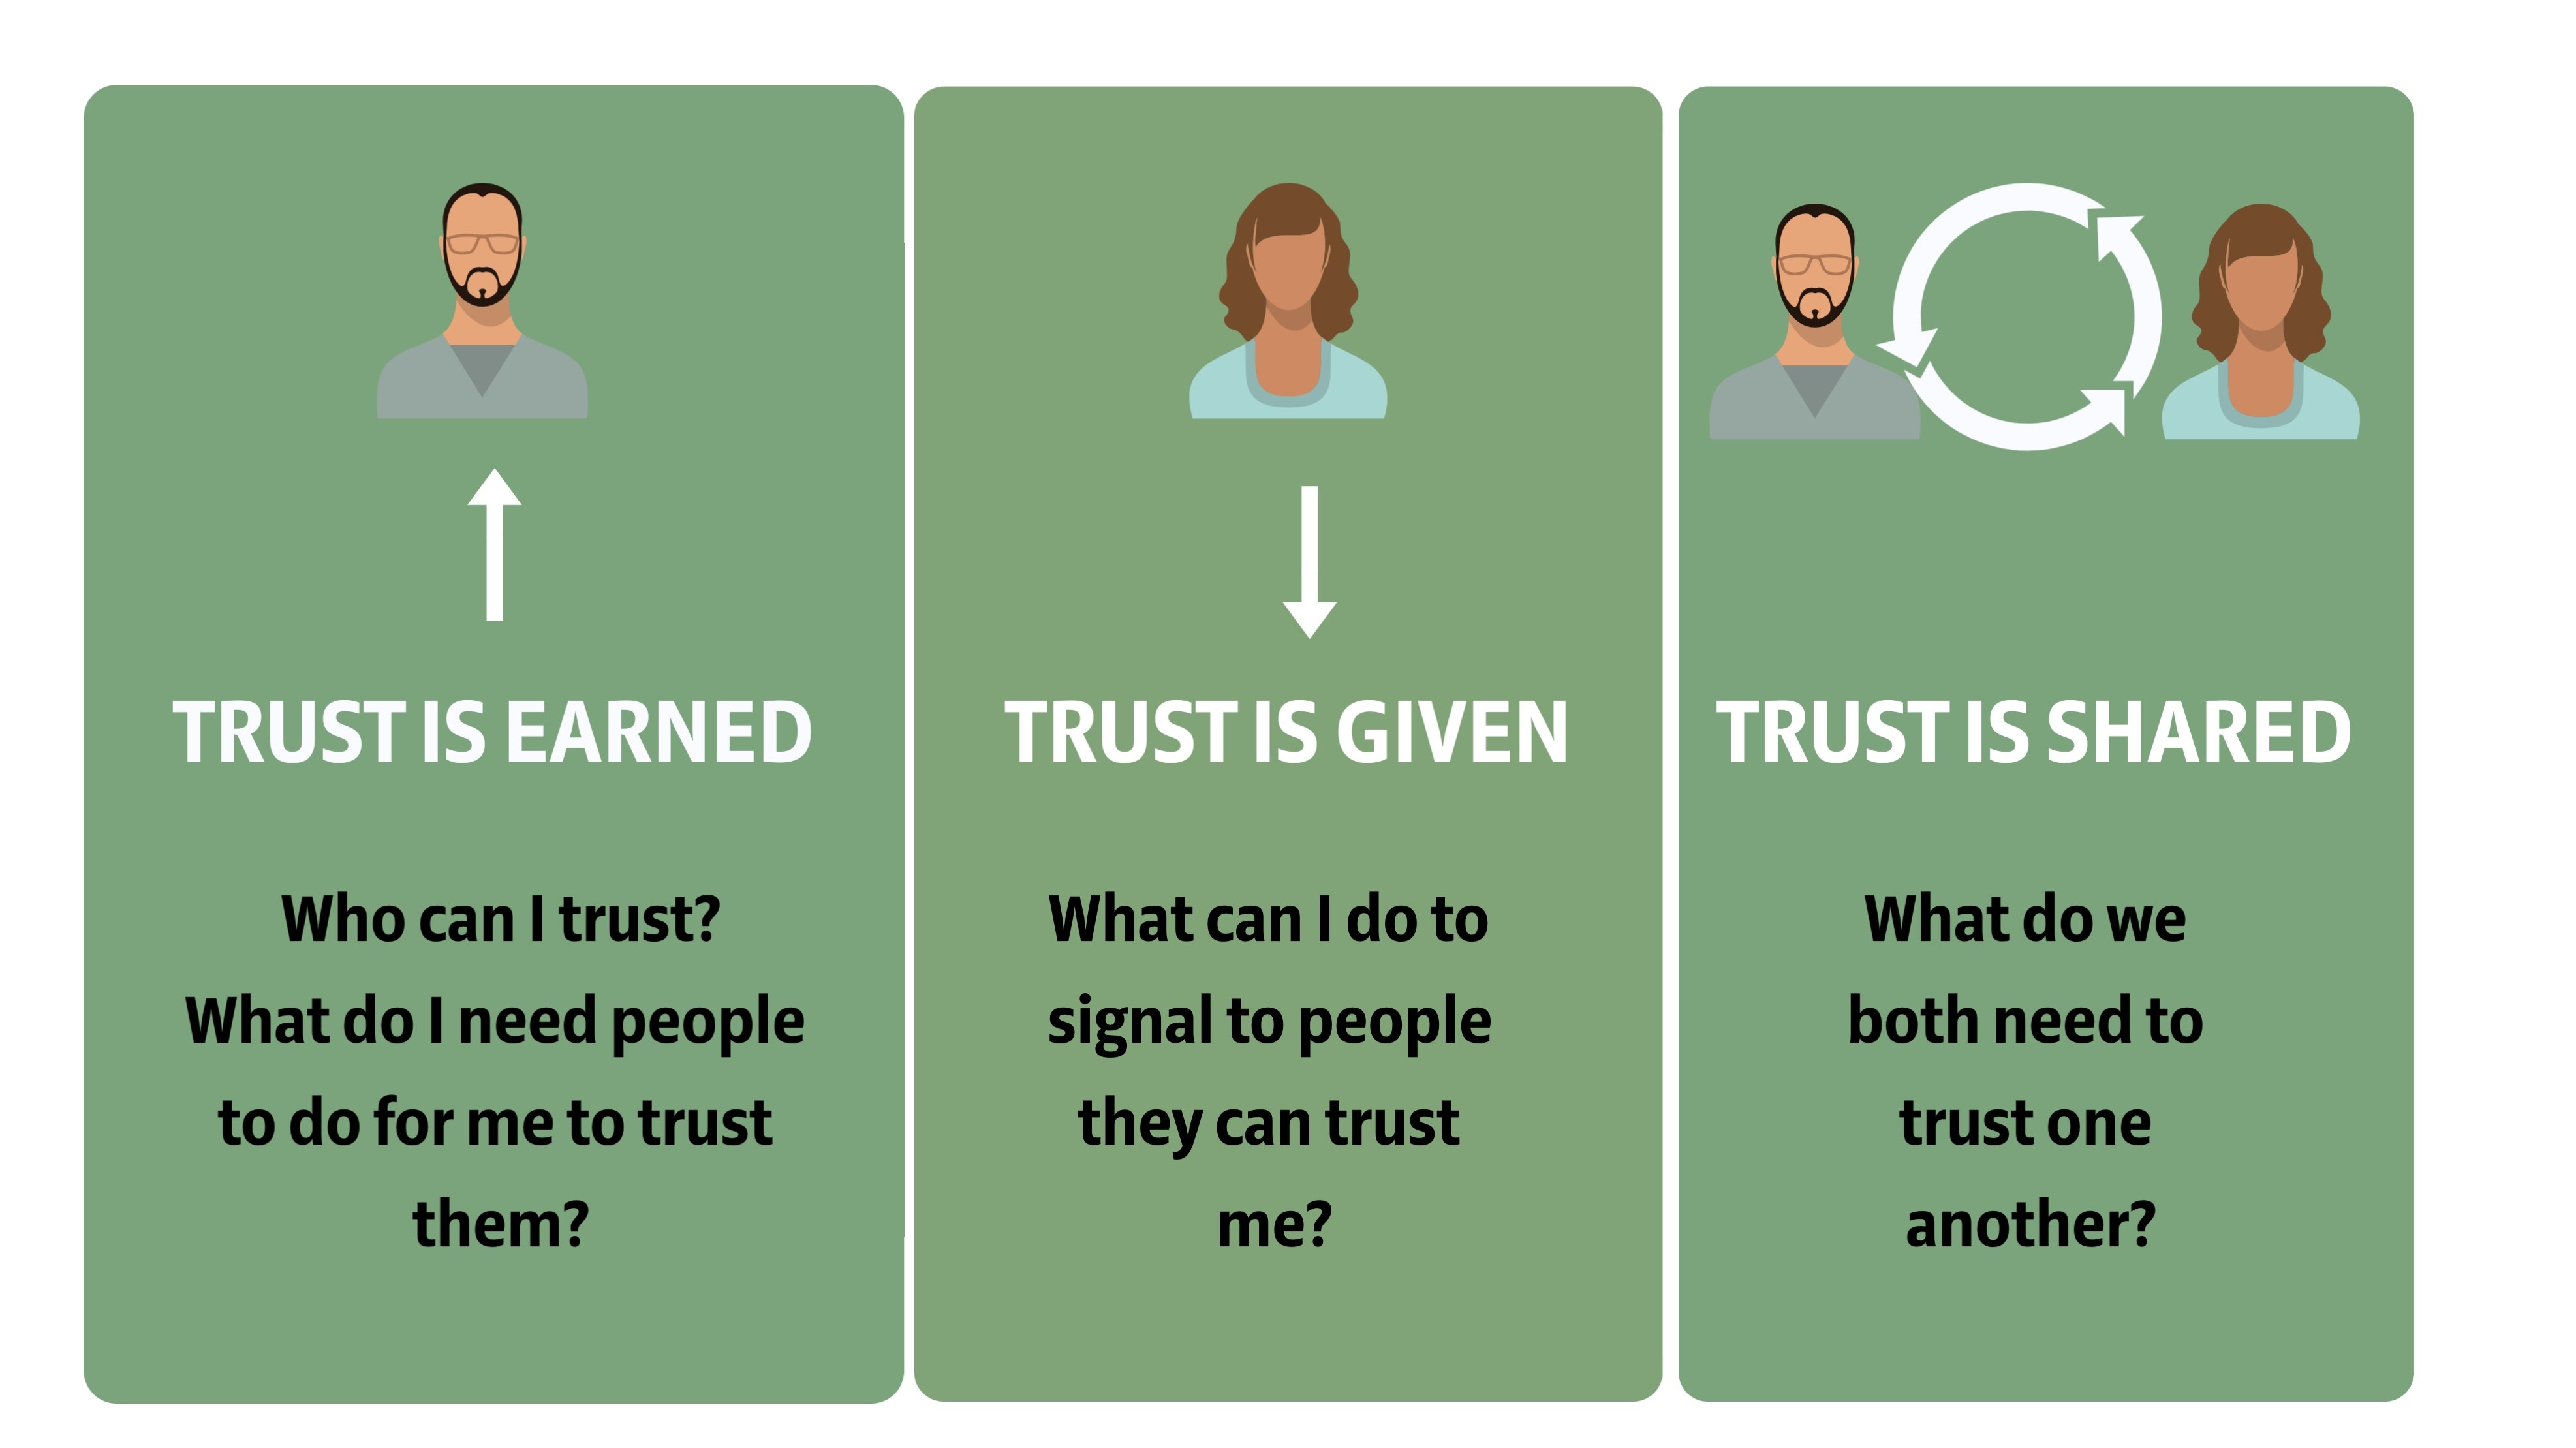 TRUST IS EARNED
Who can I trust?
What do I need people
to do for me to trust
them?
TRUST IS GIVEN
What can I do to
signal to people
they can trust
me?
TRUST IS SHARED
What do we
both need to
trust one
another?